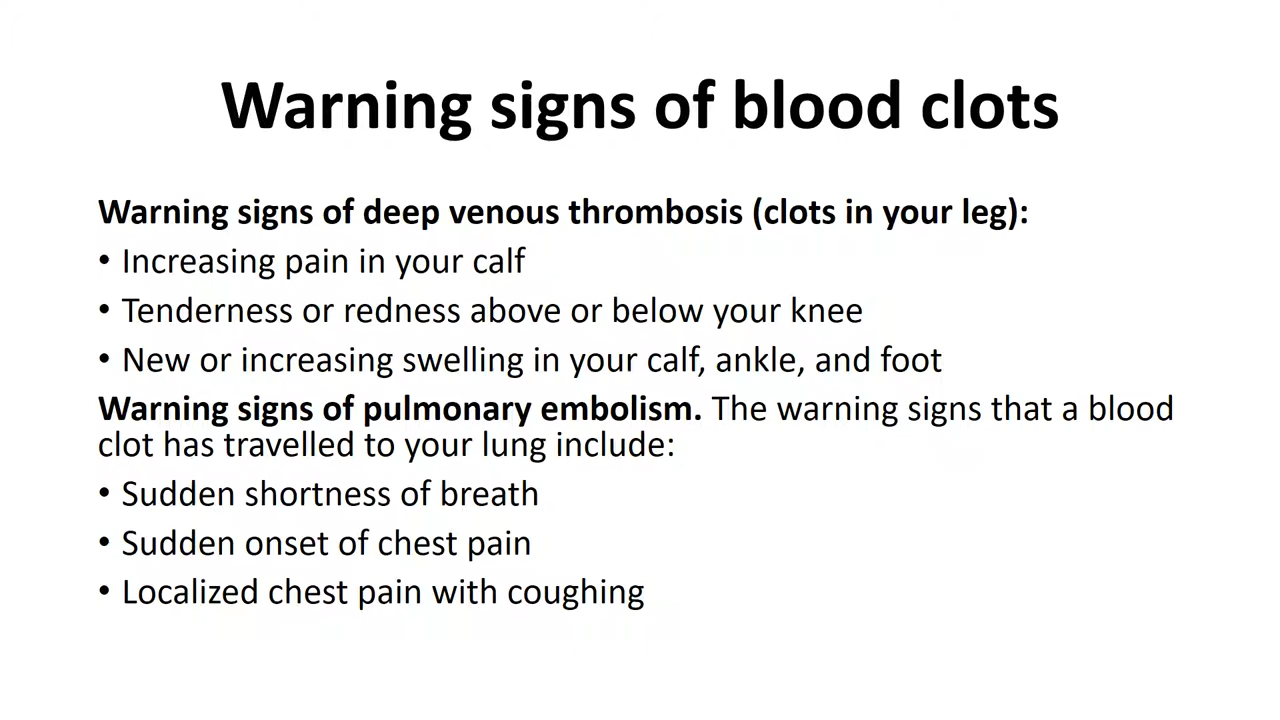 Warning signs of blood clots
Warning signs of deep venous thrombosis (clots in your leg):
• Increasing pain in your calf
• Tenderness or redness above or below your knee
• New or increasing swelling in your calf, ankle, and foot
Warning signs of pulmonary embolism. The warning signs that a blood
clot has travelled to your lung include:
• Sudden shortness of breath
• Sudden onset of chest pain
• Localized chest pain with coughing